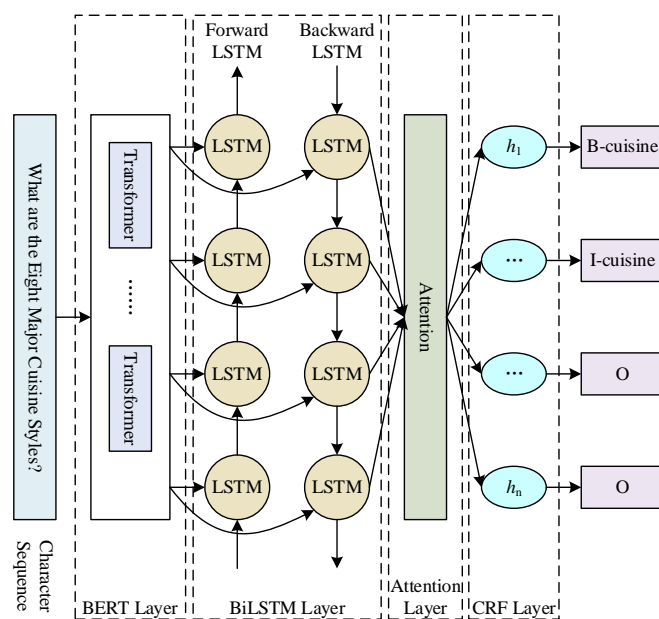 Forward
LSTM
Backward
LSTM
What are the Eight Major Cuisine Styles?
Character
Sequence
Transformer
......
Transformer
BERT Layer
LSTM
LSTM
LSTM
LSTM
LSTM
LSTM
LSTM
LSTM
BiLSTM Layer
Attention
Attention
Layer
h1
...
...
hn
CRF Layer
B-cuisine
I-cuisine
O
O